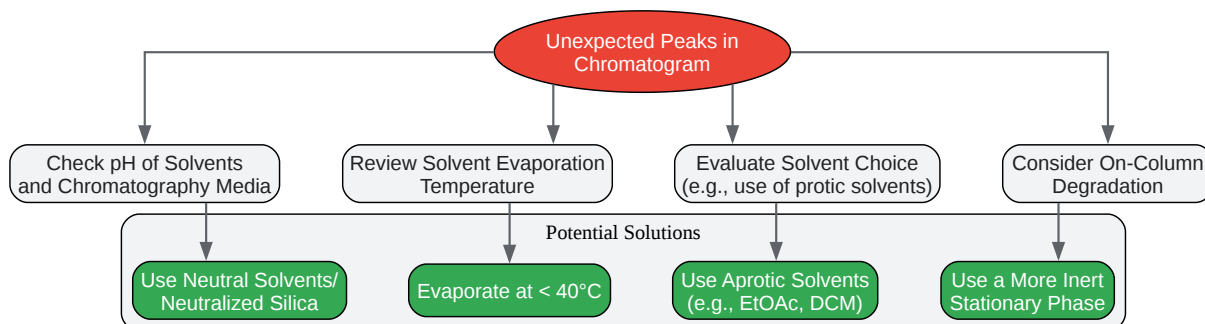 Unexpected Peaks in
Chromatogram
Check pH of Solvents
and Chromatography Media
Review Solvent Evaporation
Temperature
Evaluate Solvent Choice
(e.g., use of protic solvents)
Consider On-Column
Degradation
Potential Solutions
Use Neutral Solvents/
Neutralized Silica
Evaporate at < 40°C
Use Aprotic Solvents
(e.g., EtOAc, DCM)
Use a More Inert
Stationary Phase